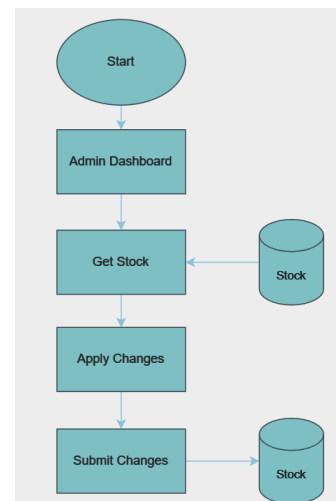 Start
Admin Dashboard
Get Stock
Stock
Apply Changes
Submit Changes
Stock